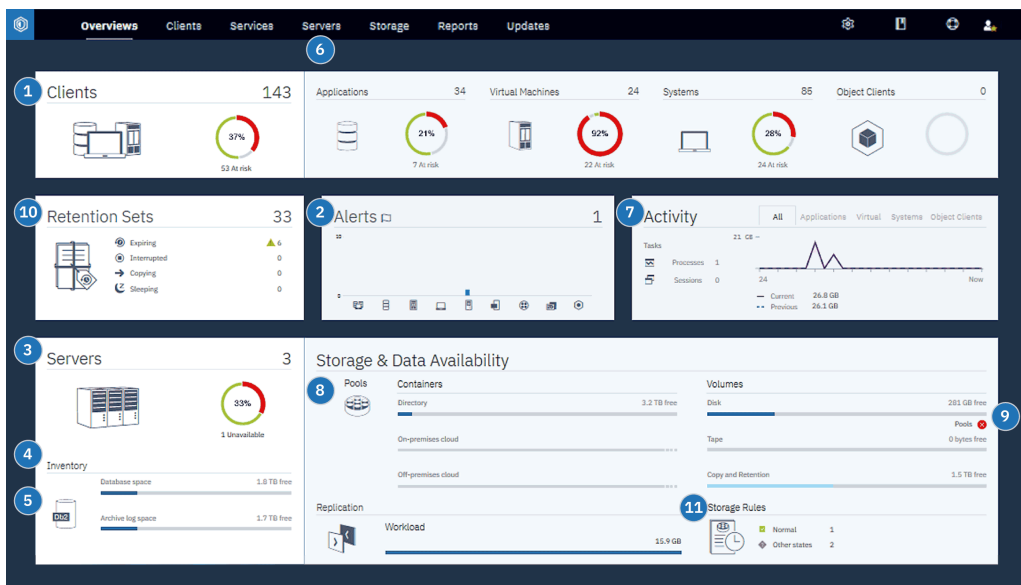 Overviews Clients Services Servers Storage Reports Updates
6
1 Clients 143
37%
53 At risk
Applications 34
21%
7 At risk
Virtual Machines 24
92%
22 At risk
Systems 85
28%
24 At risk
Object Clients 0
10 Retention Sets 33
Expiring 6
Interrupted 0
Copying 0
Sleeping 0
2 Alerts 1
10
0
7 Activity
All Applications Virtual Systems Object Clients
Tasks
Processes 1
Sessions 0
21 GB
24 Now
Current 26.8 GB
Previous 26.1 GB
3 Servers 3
33%
1 Unavailable
4
Inventory
Database space 1.8 TB free
5
Db2
Archive log space 1.7 TB free
Storage & Data Availability
8 Pools
Containers
Directory 3.2 TB free
On-premises cloud
Off-premises cloud
Volumes
Disk 281 GB free
9
Pools
Tape 0 bytes free
Copy and Retention 1.5 TB free
Replication
Workload
15.9 GB
11 Storage Rules
Normal 1
Other states 2